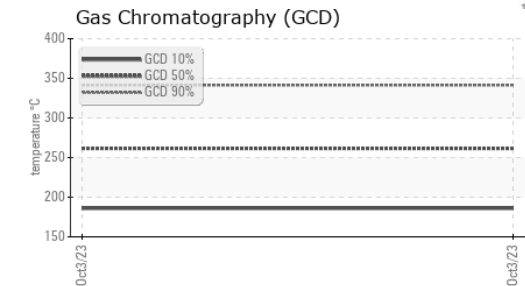 Gas Chromatography (GCD)
400
350
300
250
200
150
temperature °C
GCD 10%
GCD 50%
GCD 90%
Oct3/23
Oct3/23